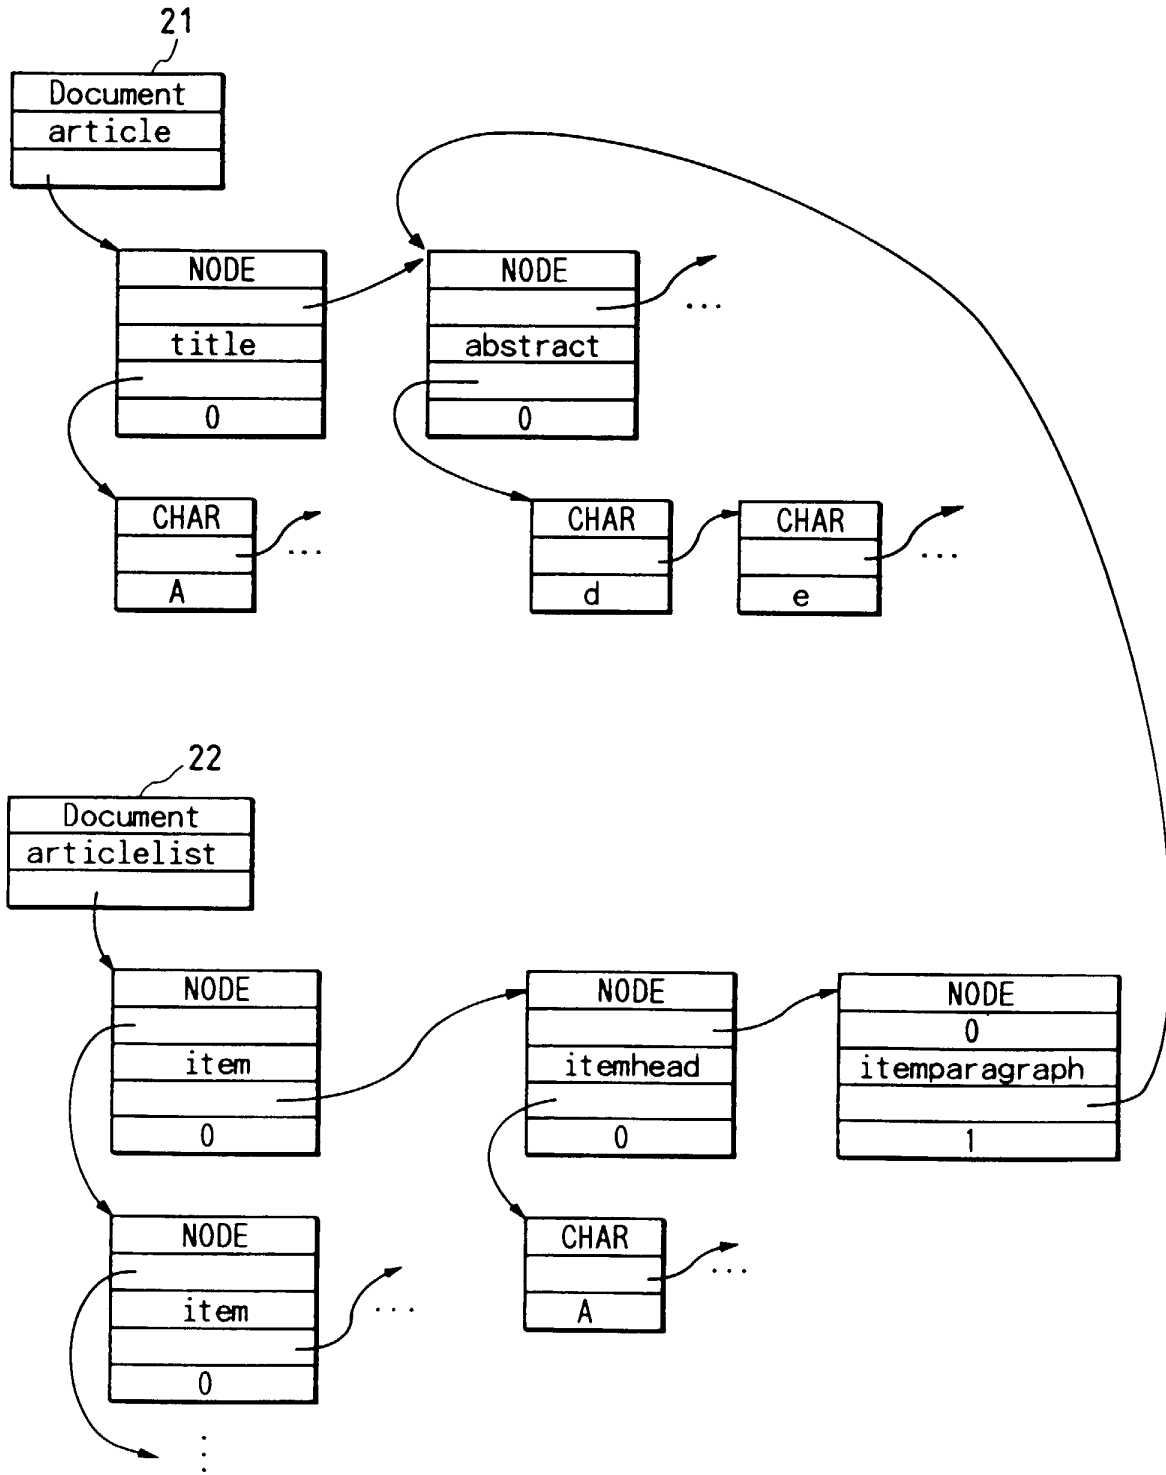 21
Document
article
NODE
title
0
NODE
abstract
0
...
CHAR
A
...
CHAR
d
CHAR
e
...
22
Document
articlelist
NODE
item
0
NODE
itemhead
0
NODE
0
itemparagraph
1
NODE
item
0
...
CHAR
A
...
...